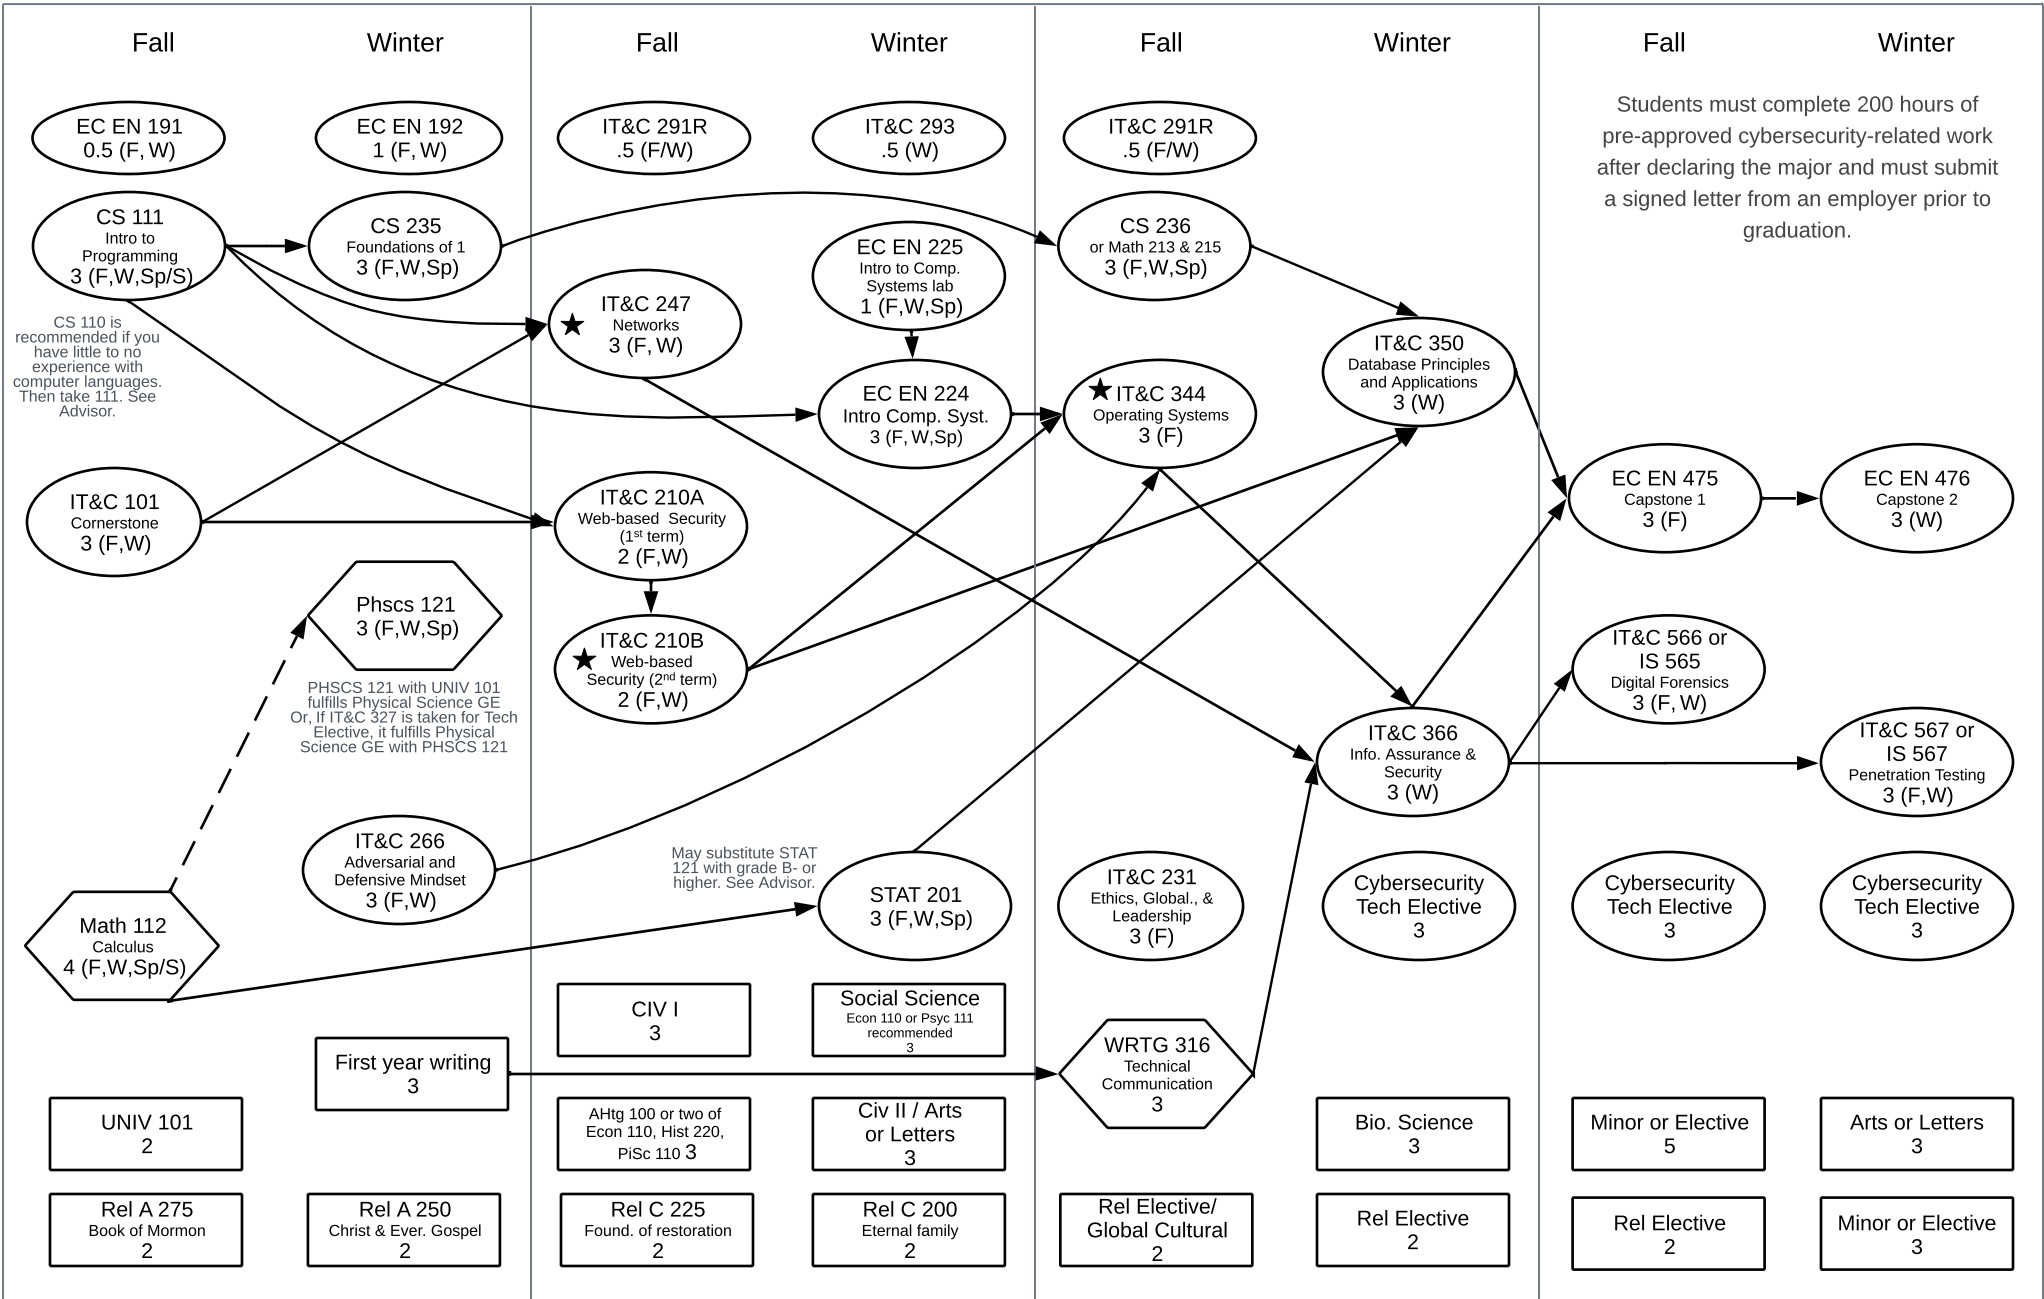 Fall
Winter
Fall
Winter
Fall
Winter
Fall
Winter
EC EN 191
0.5 (F, W)
EC EN 192
1 (F, W)
IT&C 291R
.5 (F/W)
IT&C 293
.5 (W)
IT&C 291R
.5 (F/W)
Students must complete 200 hours of
pre-approved cybersecurity-related work
after declaring the major and must submit
a signed letter from an employer prior to
graduation.
CS 111
Intro to
Programming
3 (F,W,Sp/S)
CS 235
Foundations of 1
3 (F,W,Sp)
IT&C 247
Networks
3 (F, W)
EC EN 225
Intro to Comp.
Systems lab
1 (F,W,Sp)
CS 236
or Math 213 & 215
3 (F,W,Sp)
IT&C 350
Database Principles
and Applications
3 (W)
CS 110 is
recommended if you
have little to no
experience with
computer languages.
Then take 111. See
Advisor.
EC EN 224
Intro Comp. Syst.
3 (F, W,Sp)
IT&C 344
Operating Systems
3 (F)
IT&C 101
Cornerstone
3 (F,W)
IT&C 210A
Web-based Security
(1st term)
2 (F,W)
EC EN 475
Capstone 1
3 (F)
EC EN 476
Capstone 2
3 (W)
Phscs 121
3 (F,W,Sp)
IT&C 210B
Web-based
Security (2nd term)
2 (F,W)
IT&C 566 or
IS 565
Digital Forensics
3 (F, W)
PHSCS 121 with UNIV 101
fulfills Physical Science GE
Or, If IT&C 327 is taken for Tech
Elective, it fulfills Physical
Science GE with PHSCS 121
IT&C 366
Info. Assurance &
Security
3 (W)
IT&C 567 or
IS 567
Penetration Testing
3 (F,W)
IT&C 266
Adversarial and
Defensive Mindset
3 (F,W)
May substitute STAT
121 with grade B- or
higher. See Advisor.
STAT 201
3 (F,W,Sp)
IT&C 231
Ethics, Global., &
Leadership
3 (F)
Cybersecurity
Tech Elective
3
Cybersecurity
Tech Elective
3
Cybersecurity
Tech Elective
3
Math 112
Calculus
4 (F,W,Sp/S)
CIV I
3
Social Science
Econ 110 or Psyc 111
recommended
3
First year writing
3
WRTG 316
Technical
Communication
3
UNIV 101
2
AHtg 100 or two of
Econ 110, Hist 220,
PiSc 110 3
Civ II / Arts
or Letters
3
Bio. Science
3
Minor or Elective
5
Arts or Letters
3
Rel A 275
Book of Mormon
2
Rel A 250
Christ & Ever. Gospel
2
Rel C 225
Found. of restoration
2
Rel C 200
Eternal family
2
Rel Elective/
Global Cultural
2
Rel Elective
2
Rel Elective
2
Minor or Elective
3